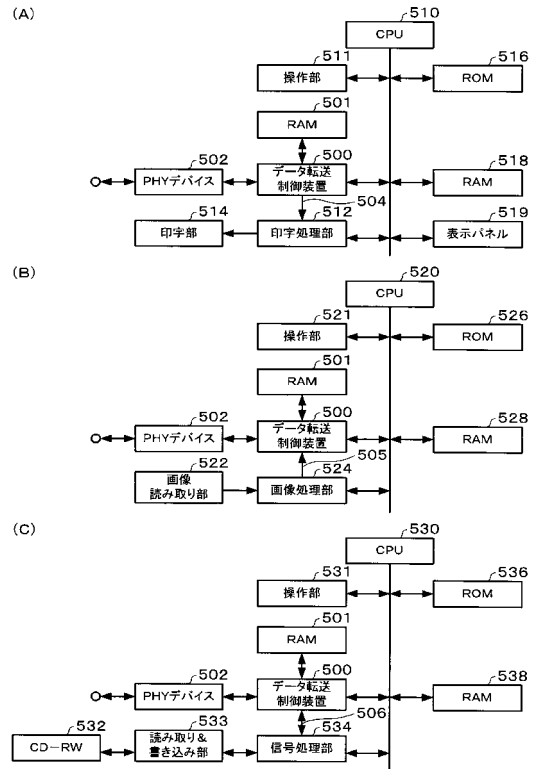 (A)
510
CPU
511
操作部
516
ROM
501
RAM
502
PHYデバイス
500
データ転送
制御装置
518
RAM
504
514
印字部
512
印字処理部
519
表示パネル
(B)
520
CPU
521
操作部
526
ROM
501
RAM
502
PHYデバイス
500
データ転送
制御装置
528
RAM
505
522
画像
読み取り部
524
画像処理部
(C)
530
CPU
531
操作部
536
ROM
501
RAM
502
PHYデバイス
500
データ転送
制御装置
538
RAM
506
532
CD-RW
533
読み取り&
書き込み部
534
信号処理部